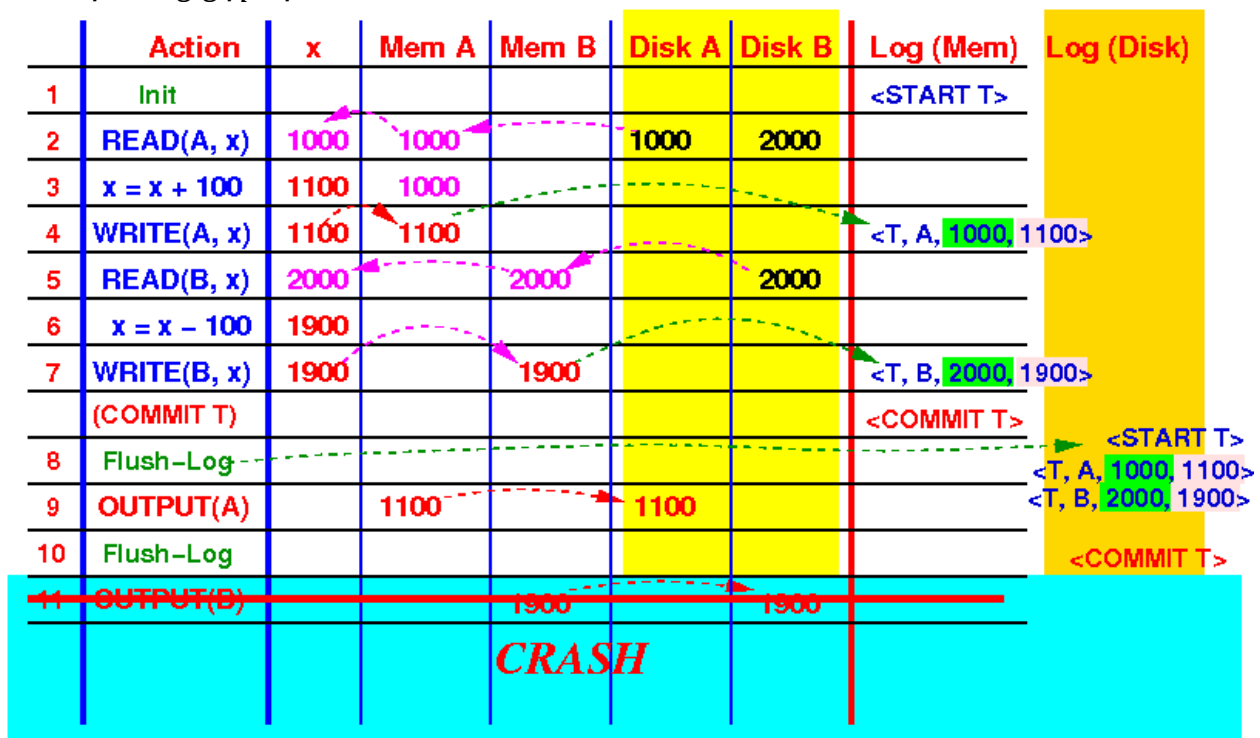 Action x Mem A Mem B Disk A Disk B Log (Mem) Log (Disk)
1 Init <START T>
2 READ(A, x) 1000 1000 1000 2000
3 x = x + 100 1100 1000
4 WRITE(A, x) 1100 1100 <T, A, 1000, 1100>
5 READ(B, x) 2000 2000 2000
6 x = x − 100 1900
7 WRITE(B, x) 1900 1900 <T, B, 2000, 1900>
(COMMIT T) <COMMIT T>
<START T>
8 Flush−Log <T, A, 1000, 1100>
9 OUTPUT(A) 1100 1100 <T, B, 2000, 1900>
10 Flush−Log <COMMIT T>
11 OUTPUT(B) 1900 1900
CRASH